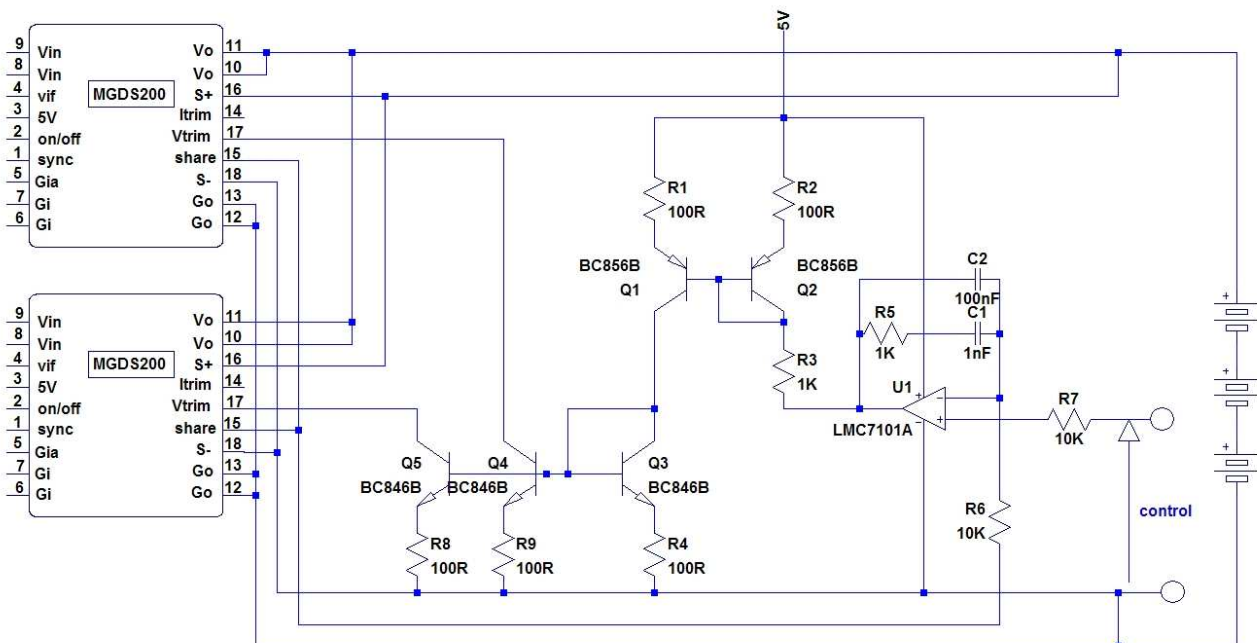 9 Vin Vo 11
8 Vin Vo 10
4 vif MGDS200 S+ 16
3 5V Itrim 14
2 on/off Vtrim 17
1 sync share 15
5 Gia S- 18
7 Gi Go 13
6 Gi Go 12
9 Vin Vo 11
8 Vin Vo 10
4 vif MGDS200 S+ 16
3 5V Itrim 14
2 on/off Vtrim 17
1 sync share 15
5 Gia S- 18
7 Gi Go 13
6 Gi Go 12
5V
R1
100R
R2
100R
BC856B
Q1
BC856B
Q2
R3
1K
C2
100nF
R5
1K
C1
1nF
U1
+
-
-
+
LMC7101A
R7
10K
R6
10K
control
Q5
BC846B
Q4
BC846B
Q3
BC846B
R8
100R
R9
100R
R4
100R
+
+
+